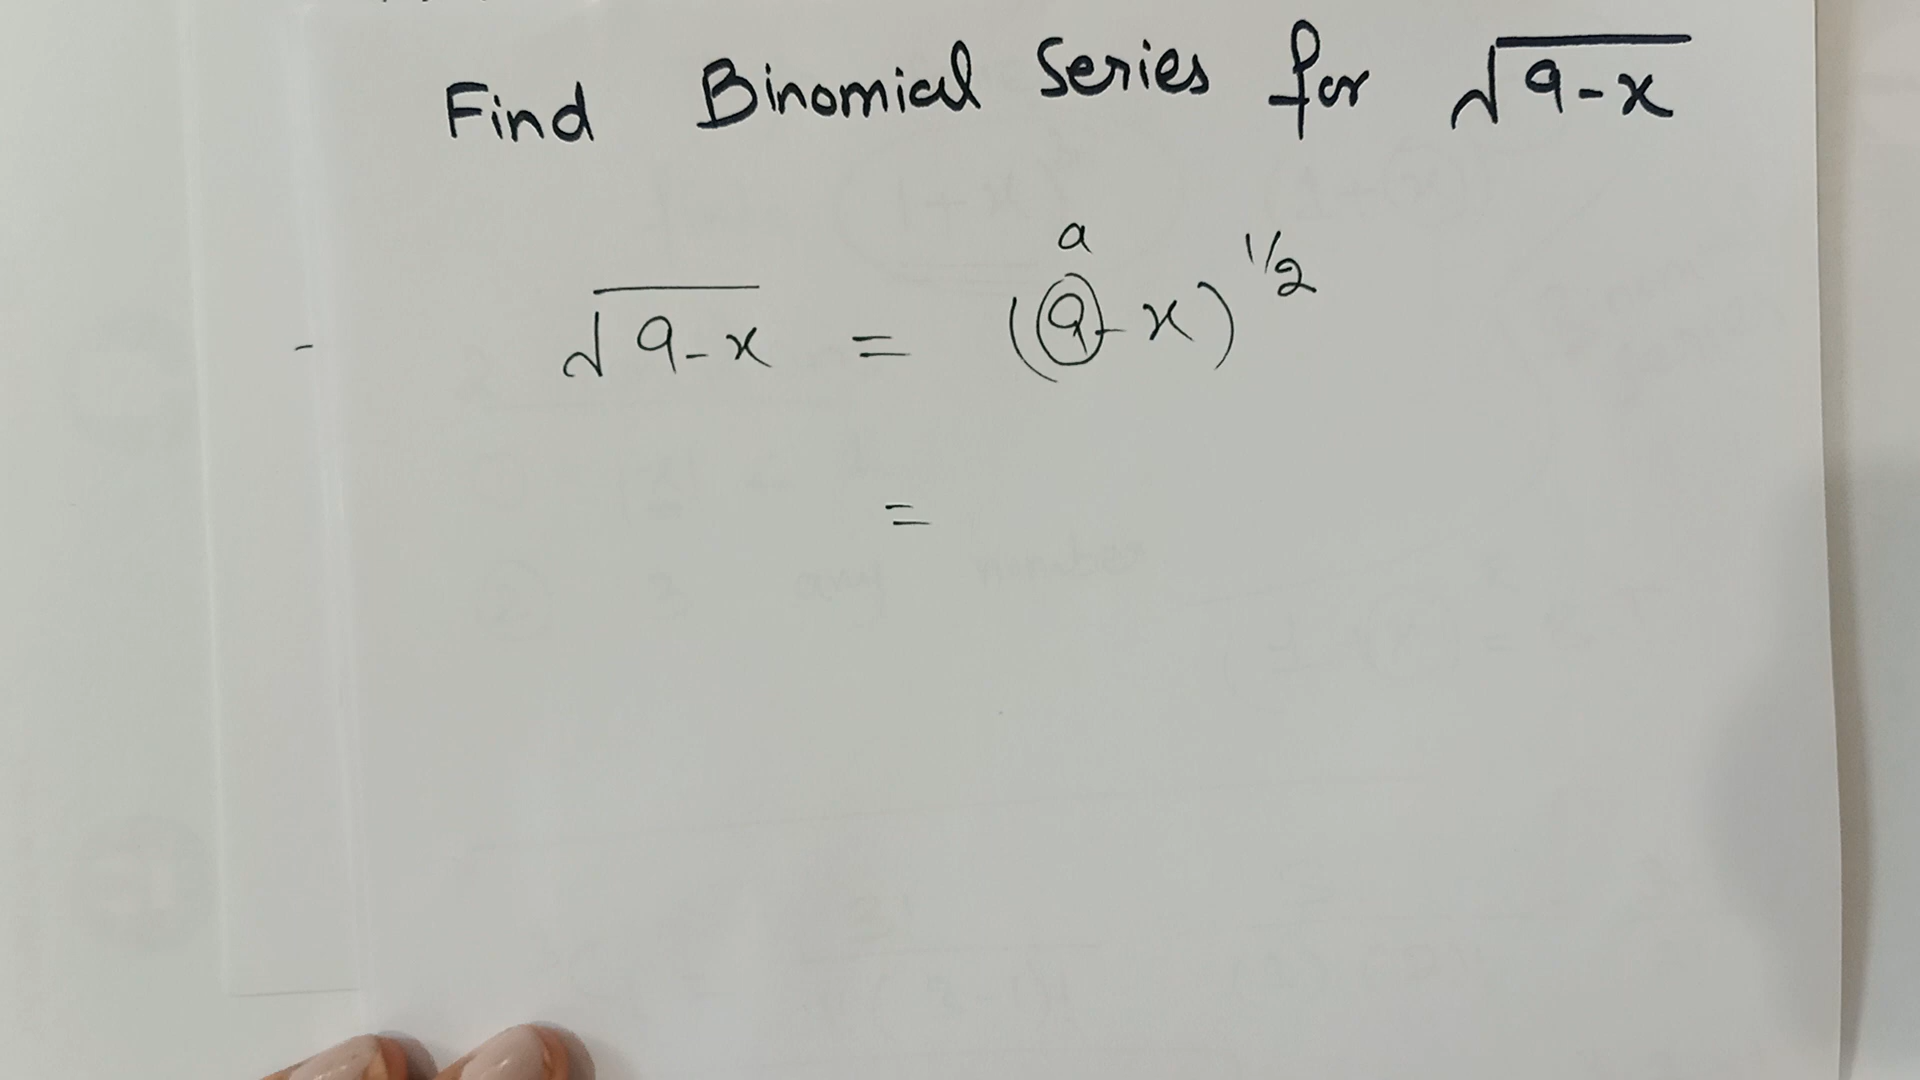 Find Binomial Series for √9-x
a
√9-x = (9-x)^1/2
=